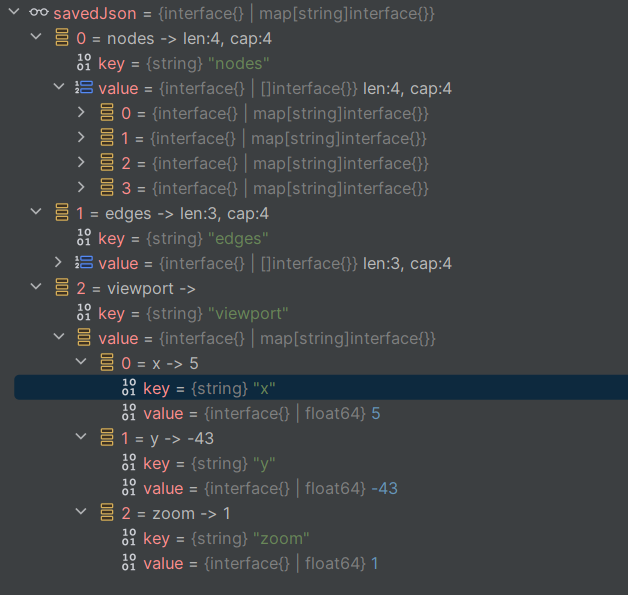 savedJson = {interface{} | map[string]interface{}}
0 = nodes -> len:4, cap:4
key = {string} "nodes"
value = {interface{} | []interface{}} len:4, cap:4
0 = {interface{} | map[string]interface{}}
1 = {interface{} | map[string]interface{}}
2 = {interface{} | map[string]interface{}}
3 = {interface{} | map[string]interface{}}
1 = edges -> len:3, cap:4
key = {string} "edges"
value = {interface{} | []interface{}} len:3, cap:4
2 = viewport ->
key = {string} "viewport"
value = {interface{} | map[string]interface{}}
0 = x -> 5
key = {string} "x"
value = {interface{} | float64} 5
1 = y -> -43
key = {string} "y"
value = {interface{} | float64} -43
2 = zoom -> 1
key = {string} "zoom"
value = {interface{} | float64} 1